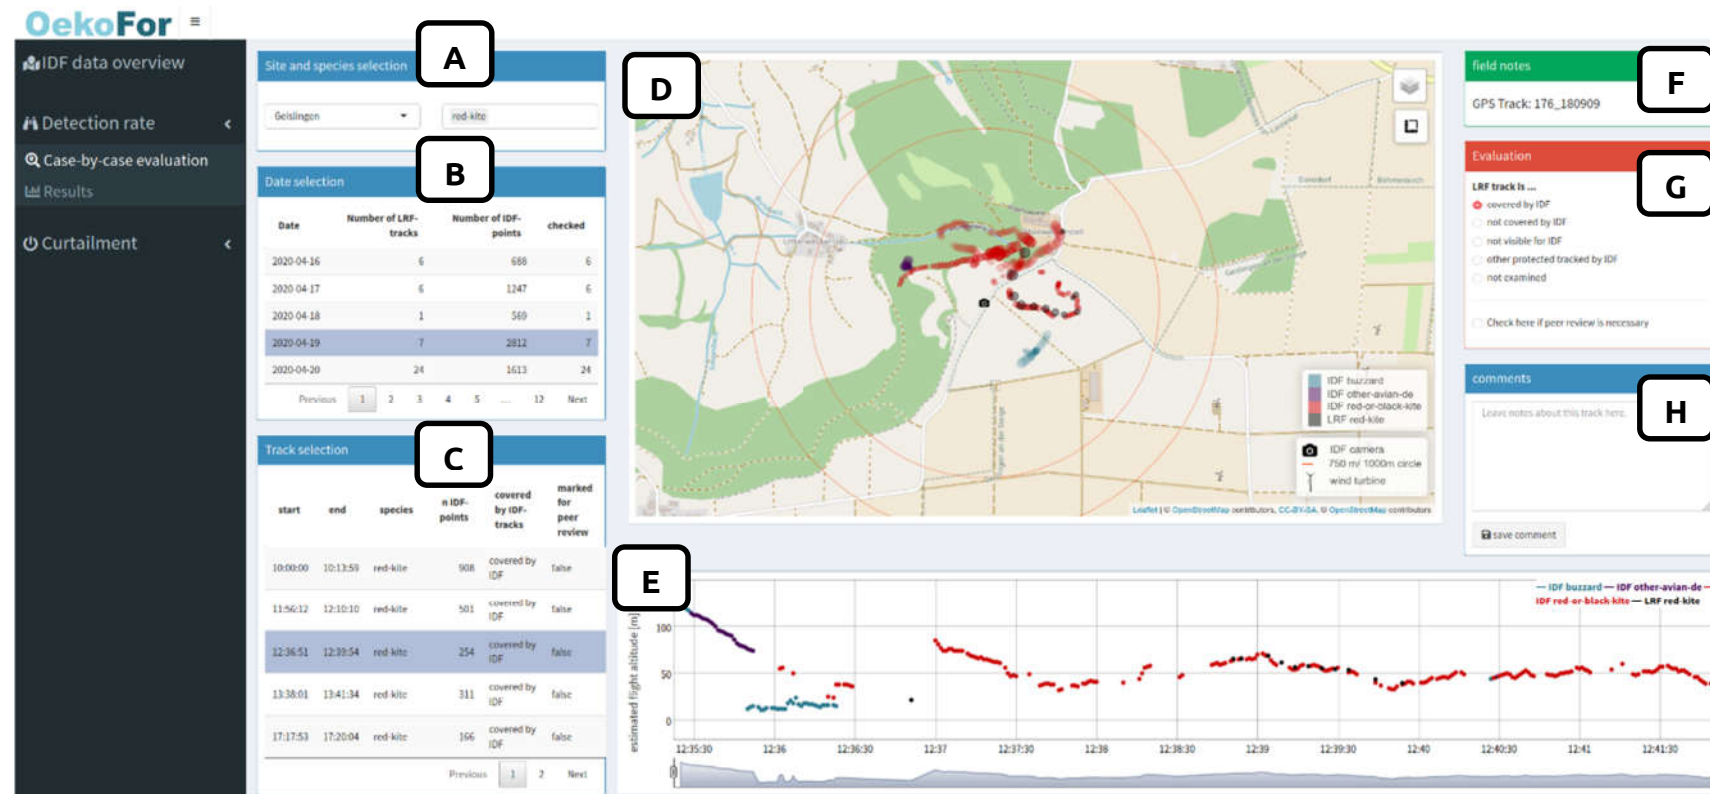 OekoFor
IDF data overview
Detection rate
Case-by-case evaluation
Results
Curtailment
A
Site and species selection
Geislingen
red-kite
B
Date selection
Date Number of LRF-tracks Number of IDF-points checked
2020-04-16 6 688 6
2020-04-17 6 1247 6
2020-04-18 1 569 1
2020-04-19 7 2812 7
2020-04-20 24 1613 24
Previous 1 2 3 4 5 ... 12 Next
C
Track selection
start end species n IDF-points covered by IDF-tracks marked for peer review
10:00:00 10:13:59 red-kite 908 covered by IDF false
11:56:12 12:10:10 red-kite 501 covered by IDF false
12:36:51 12:39:54 red-kite 254 covered by IDF false
13:38:01 13:41:34 red-kite 311 covered by IDF false
17:17:53 17:20:04 red-kite 166 covered by IDF false
Previous 1 2 Next
D
IDF buzzard
IDF other-avian-de
IDF red-or-black-kite
LRF red-kite
IDF camera
750 m/ 1000m circle
wind turbine
Leaflet | © OpenStreetMap contributors, CC-BY-SA, © OpenStreetMap contributors
E
IDF buzzard — IDF other-avian-de
IDF red-or-black-kite — LRF red-kite
estimated flight altitude [m]
100
50
0
12:35:30 12:36 12:36:30 12:37 12:37:30 12:38 12:38:30 12:39 12:39:30 12:40 12:40:30 12:41 12:41:30
F
field notes
GPS Track: 176_180909
G
Evaluation
LRF track is ...
covered by IDF
not covered by IDF
not visible for IDF
other protected tracked by IDF
not examined
Check here if peer review is necessary
H
comments
Leave notes about this track here.
save comment